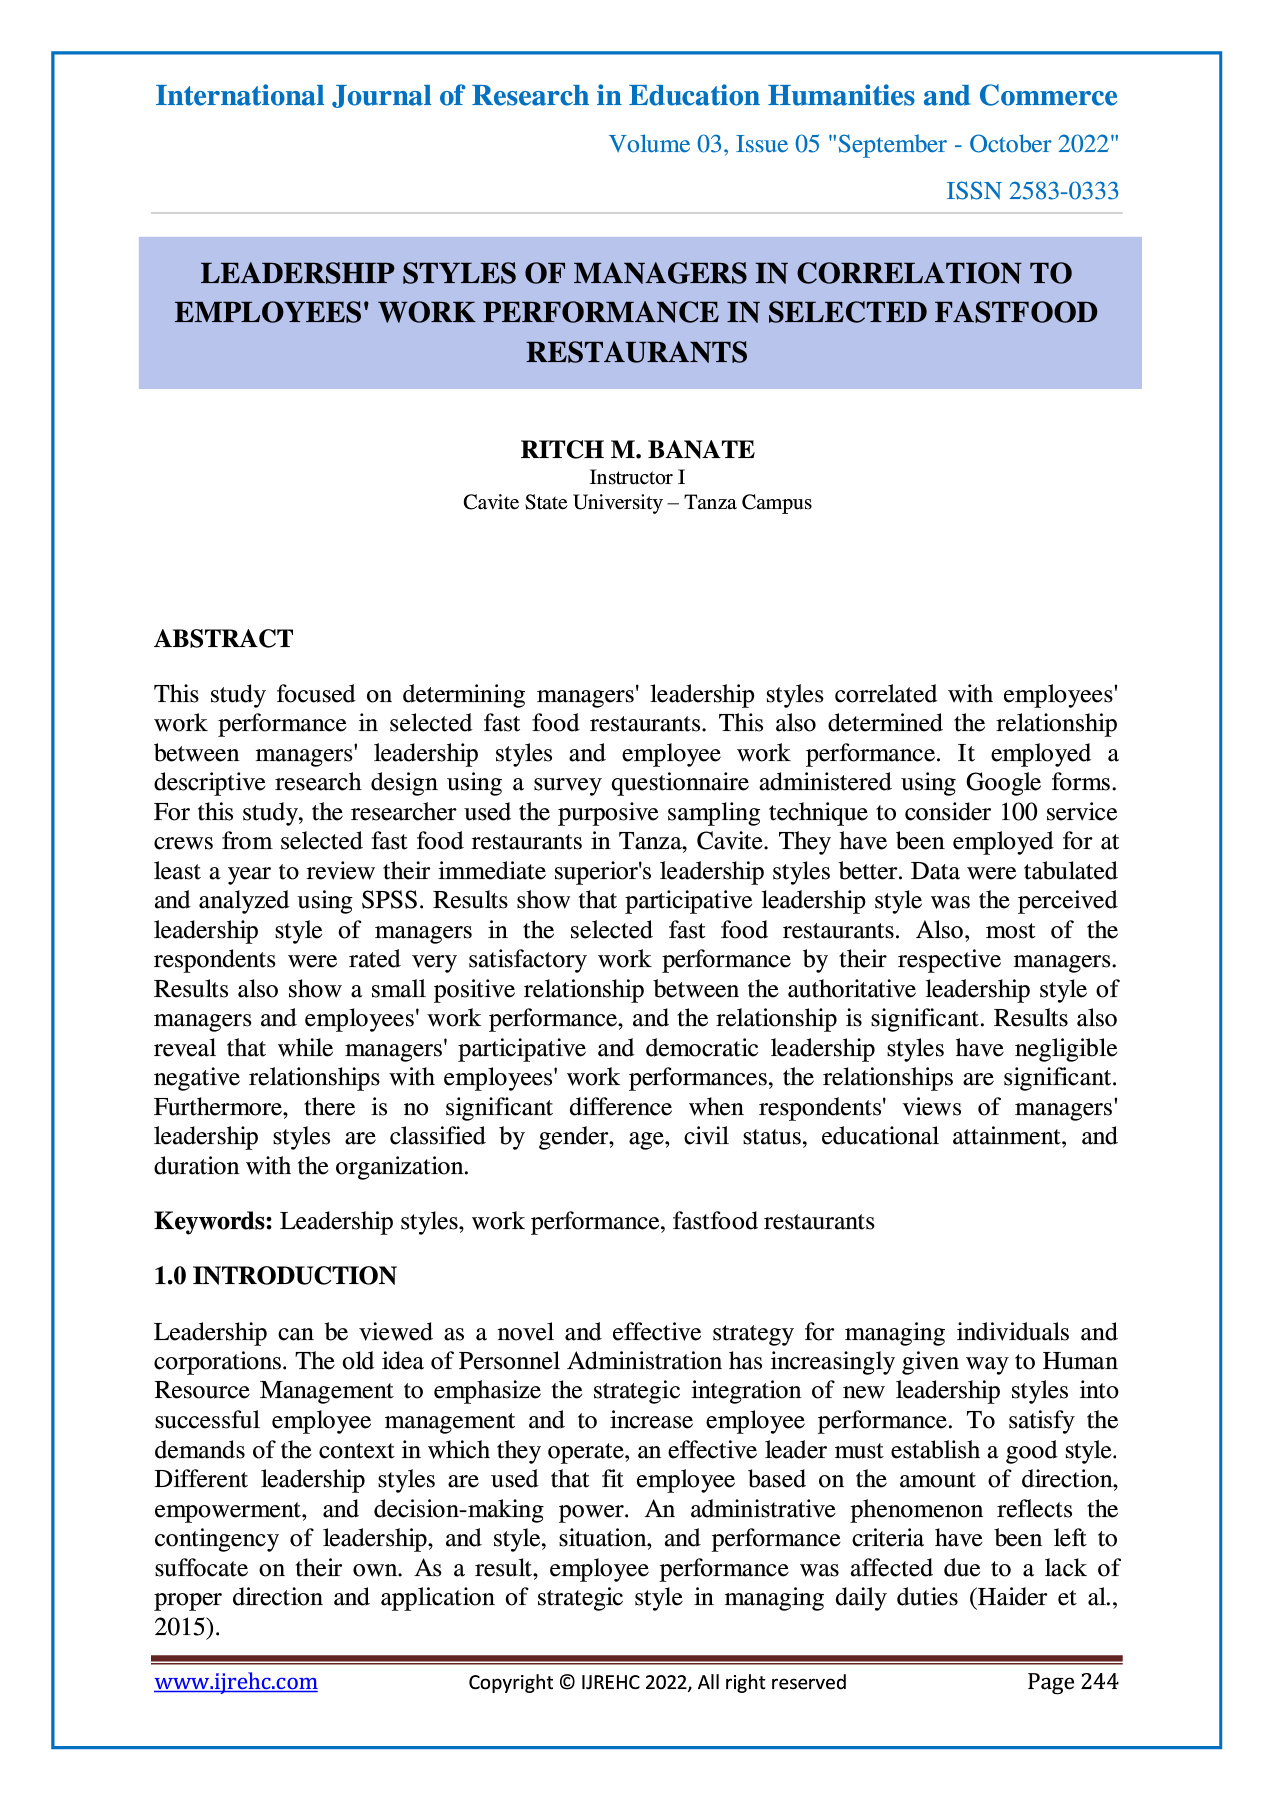 International Journal of Research in Education Humanities and Commerce
Volume 03, Issue 05 "September - October 2022"
ISSN 2583-0333
LEADERSHIP STYLES OF MANAGERS IN CORRELATION TO
EMPLOYEES' WORK PERFORMANCE IN SELECTED FASTFOOD
RESTAURANTS
RITCH M. BANATE
Instructor I
Cavite State University – Tanza Campus
ABSTRACT
This study focused on determining managers' leadership styles correlated with employees'
work performance in selected fast food restaurants. This also determined the relationship
between managers' leadership styles and employee work performance. It employed a
descriptive research design using a survey questionnaire administered using Google forms.
For this study, the researcher used the purposive sampling technique to consider 100 service
crews from selected fast food restaurants in Tanza, Cavite. They have been employed for at
least a year to review their immediate superior's leadership styles better. Data were tabulated
and analyzed using SPSS. Results show that participative leadership style was the perceived
leadership style of managers in the selected fast food restaurants. Also, most of the
respondents were rated very satisfactory work performance by their respective managers.
Results also show a small positive relationship between the authoritative leadership style of
managers and employees' work performance, and the relationship is significant. Results also
reveal that while managers' participative and democratic leadership styles have negligible
negative relationships with employees' work performances, the relationships are significant.
Furthermore, there is no significant difference when respondents' views of managers'
leadership styles are classified by gender, age, civil status, educational attainment, and
duration with the organization.
Keywords: Leadership styles, work performance, fastfood restaurants
1.0 INTRODUCTION
Leadership can be viewed as a novel and effective strategy for managing individuals and
corporations. The old idea of Personnel Administration has increasingly given way to Human
Resource Management to emphasize the strategic integration of new leadership styles into
successful employee management and to increase employee performance. To satisfy the
demands of the context in which they operate, an effective leader must establish a good style.
Different leadership styles are used that fit employee based on the amount of direction,
empowerment, and decision-making power. An administrative phenomenon reflects the
contingency of leadership, and style, situation, and performance criteria have been left to
suffocate on their own. As a result, employee performance was affected due to a lack of
proper direction and application of strategic style in managing daily duties (Haider et al.,
2015).
www.ijrehc.com Copyright © IJREHC 2022, All right reserved Page 244